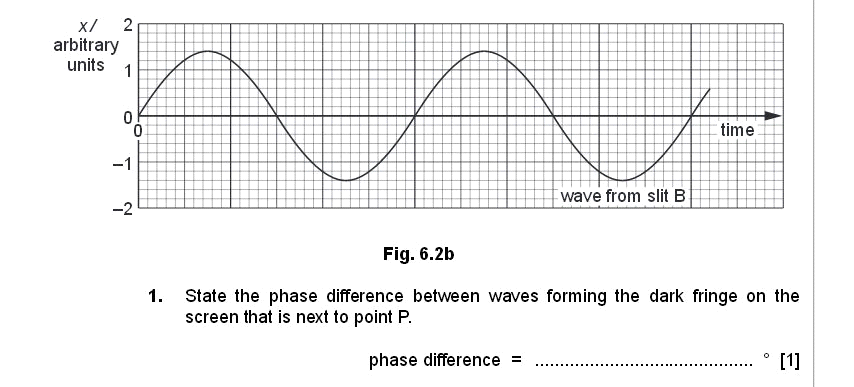 x/
arbitrary
units
2
1
0
–1
–2
0
time
wave from slit B
Fig. 6.2b
1. State the phase difference between waves forming the dark fringe on the
screen that is next to point P.
phase difference = ............................................ ° [1]